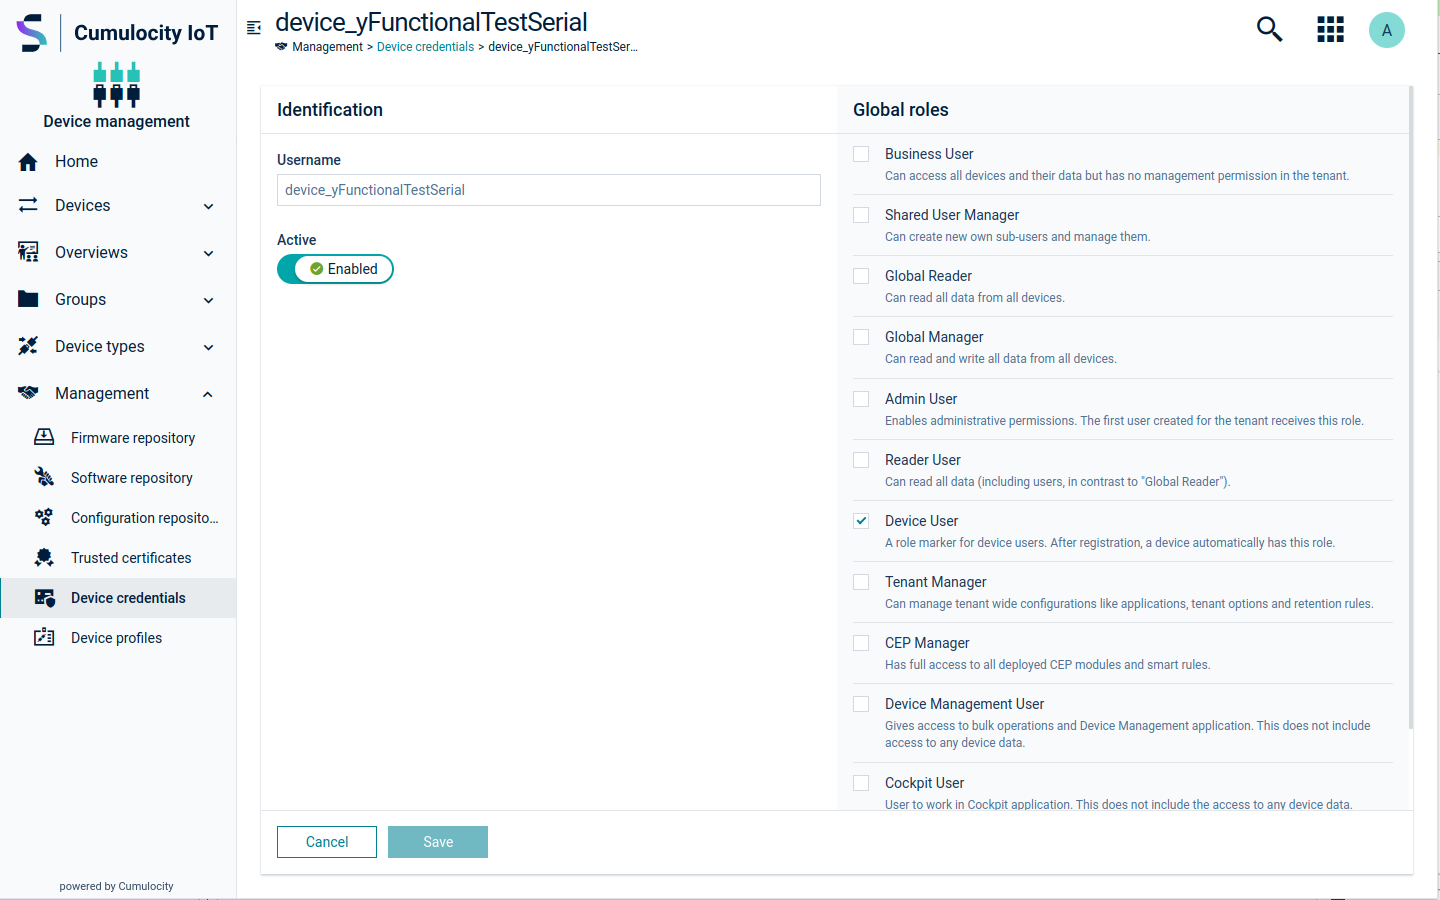 Cumulocity IoT
Device management
Home
Devices
Overviews
Groups
Device types
Management
Firmware repository
Software repository
Configuration reposito...
Trusted certificates
Device credentials
Device profiles
powered by Cumulocity
device_yFunctionalTestSerial
Management > Device credentials > device_yFunctionalTestSer...
A
Identification
Username
device_yFunctionalTestSerial
Active
Enabled
Global roles
Business User
Can access all devices and their data but has no management permission in the tenant.
Shared User Manager
Can create new own sub-users and manage them.
Global Reader
Can read all data from all devices.
Global Manager
Can read and write all data from all devices.
Admin User
Enables administrative permissions. The first user created for the tenant receives this role.
Reader User
Can read all data (including users, in contrast to "Global Reader").
Device User
A role marker for device users. After registration, a device automatically has this role.
Tenant Manager
Can manage tenant wide configurations like applications, tenant options and retention rules.
CEP Manager
Has full access to all deployed CEP modules and smart rules.
Device Management User
Gives access to bulk operations and Device Management application. This does not include
access to any device data.
Cockpit User
User to work in Cockpit application. This does not include the access to any device data.
Cancel
Save